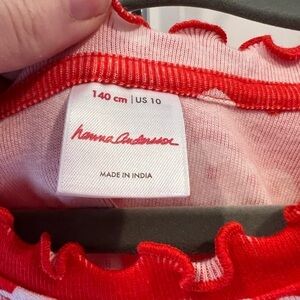 140 cm | US 10
hanna andersson
MADE IN INDIA